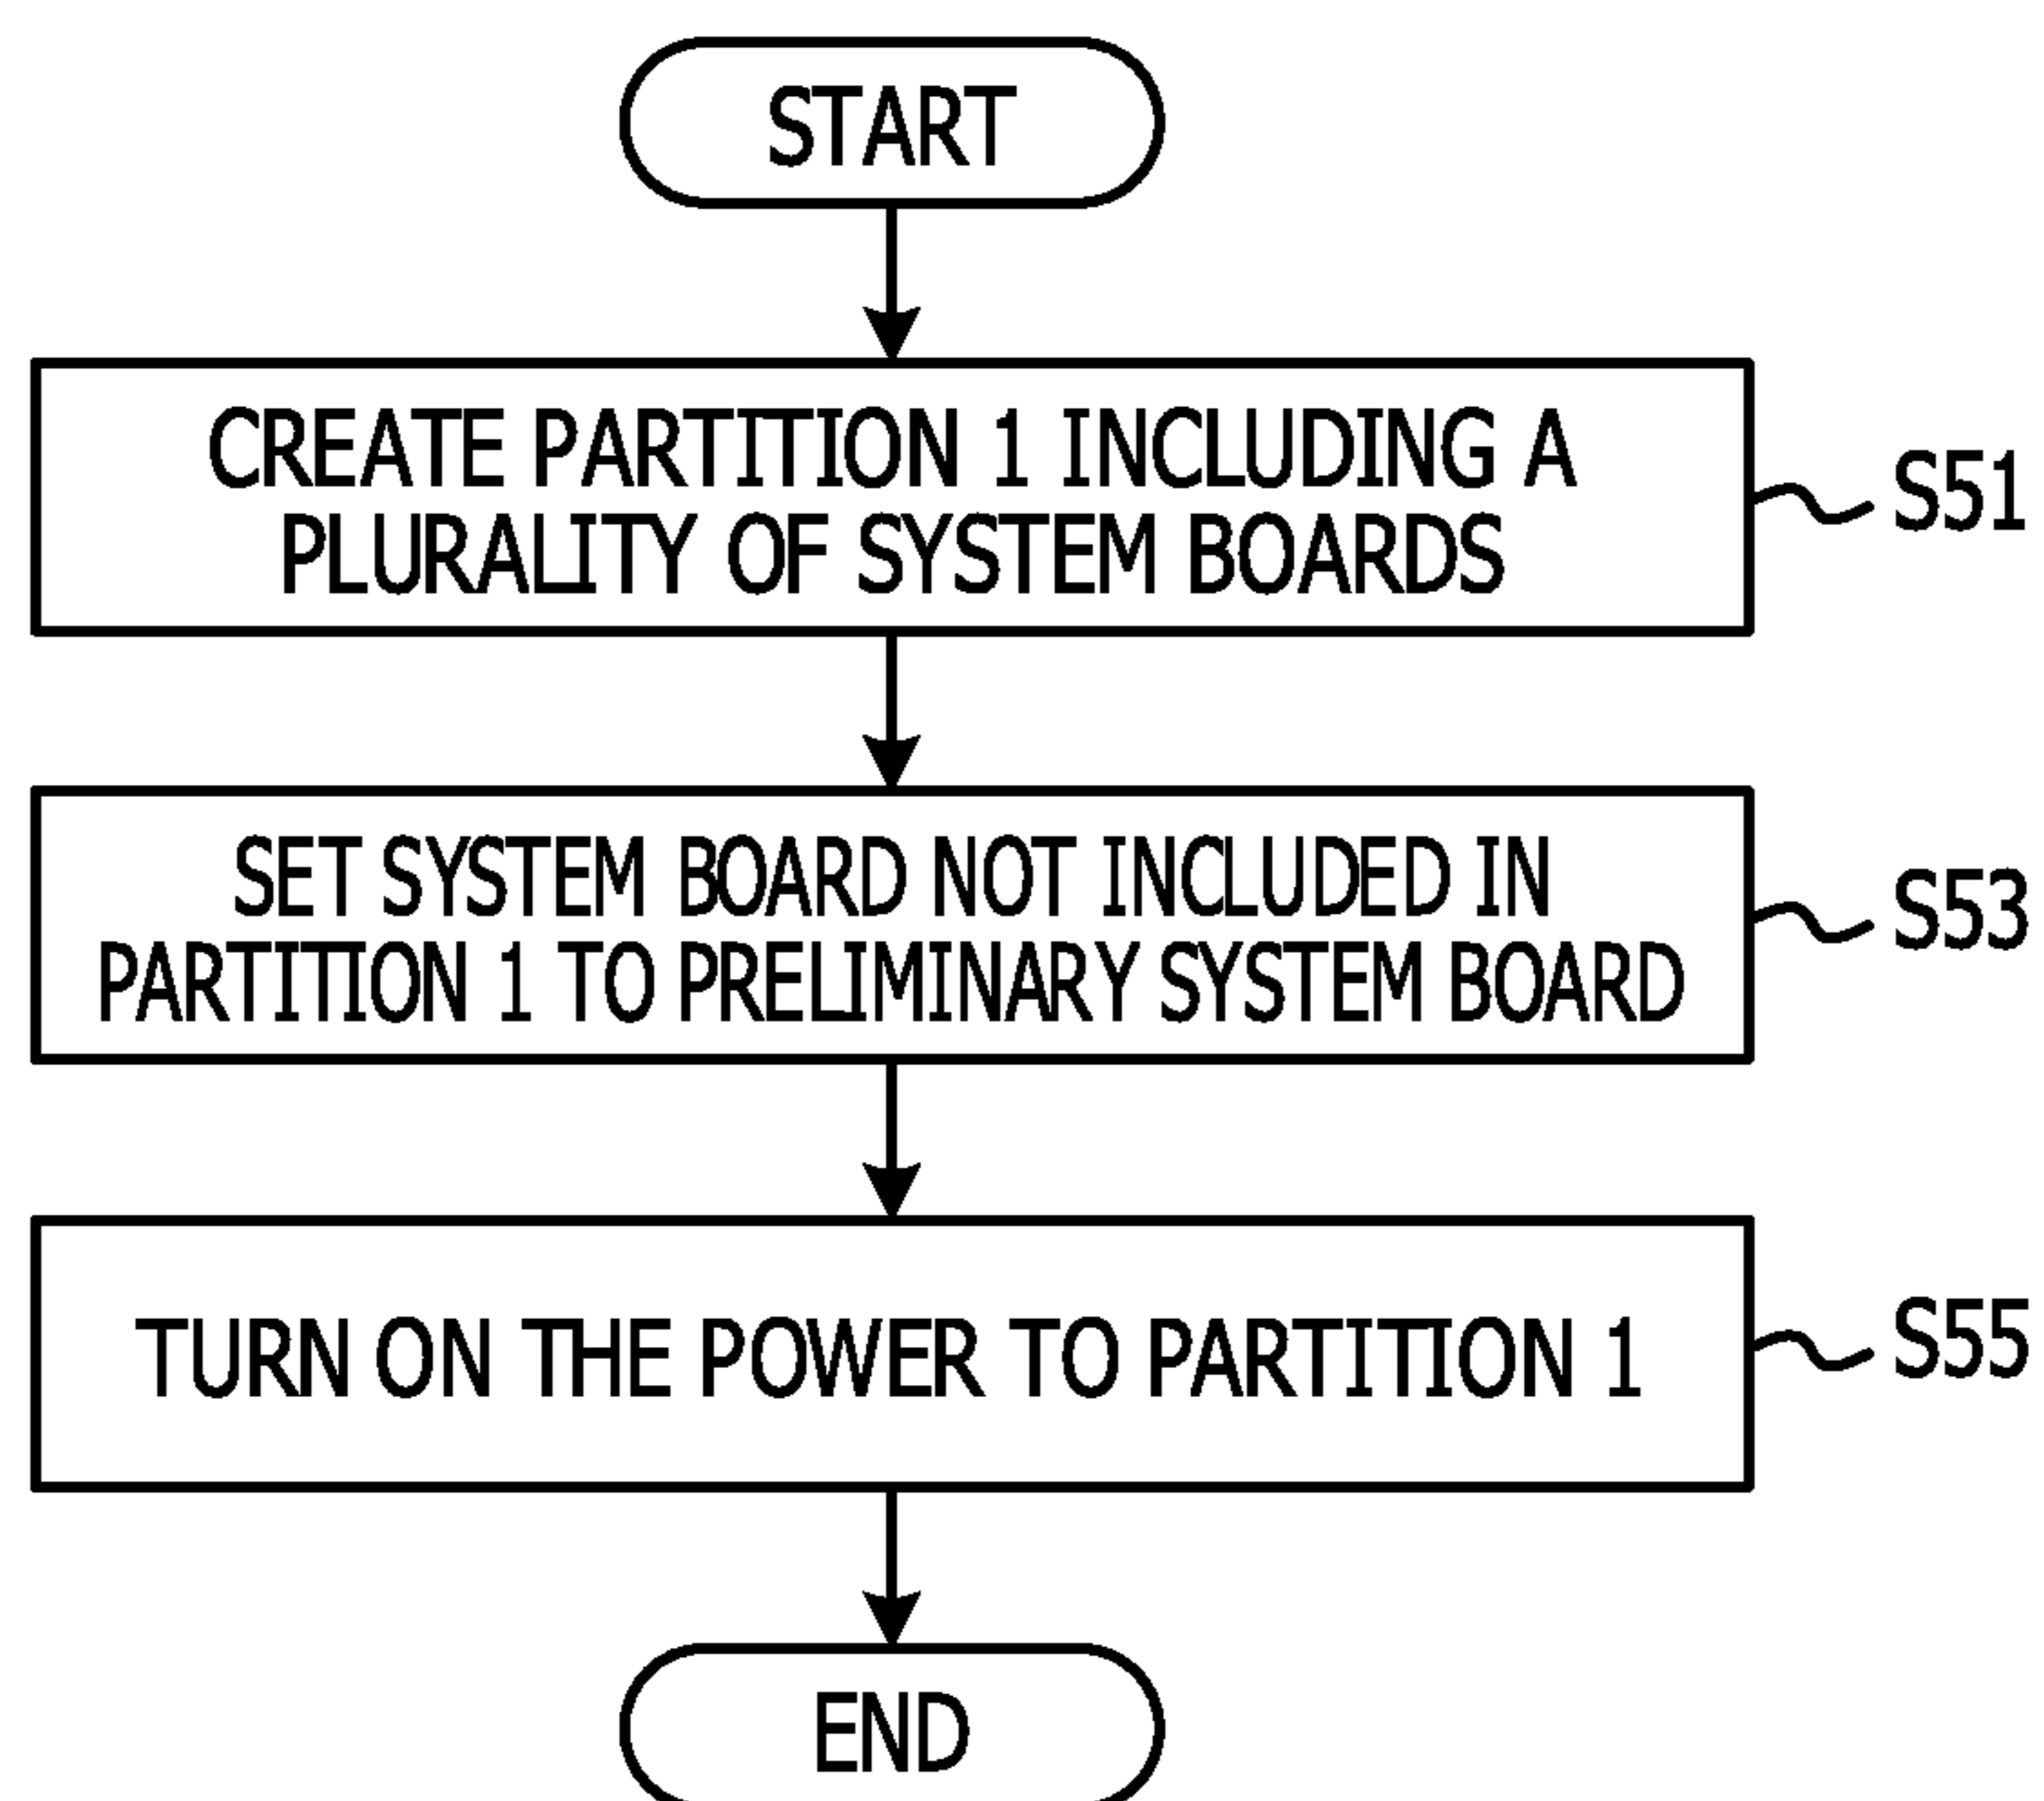 START
CREATE PARTITION 1 INCLUDING A
PLURALITY OF SYSTEM BOARDS
S51
SET SYSTEM BOARD NOT INCLUDED IN
PARTITION 1 TO PRELIMINARY SYSTEM BOARD
S53
TURN ON THE POWER TO PARTITION 1
S55
END